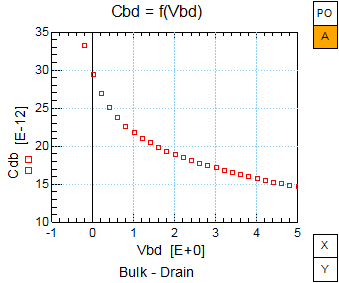 Cbd = f(Vbd)
PO
A
35
30
25
20
15
10
Cdb [E-12]
-1 0 1 2 3 4 5
Vbd [E+0]
Bulk - Drain
X
Y